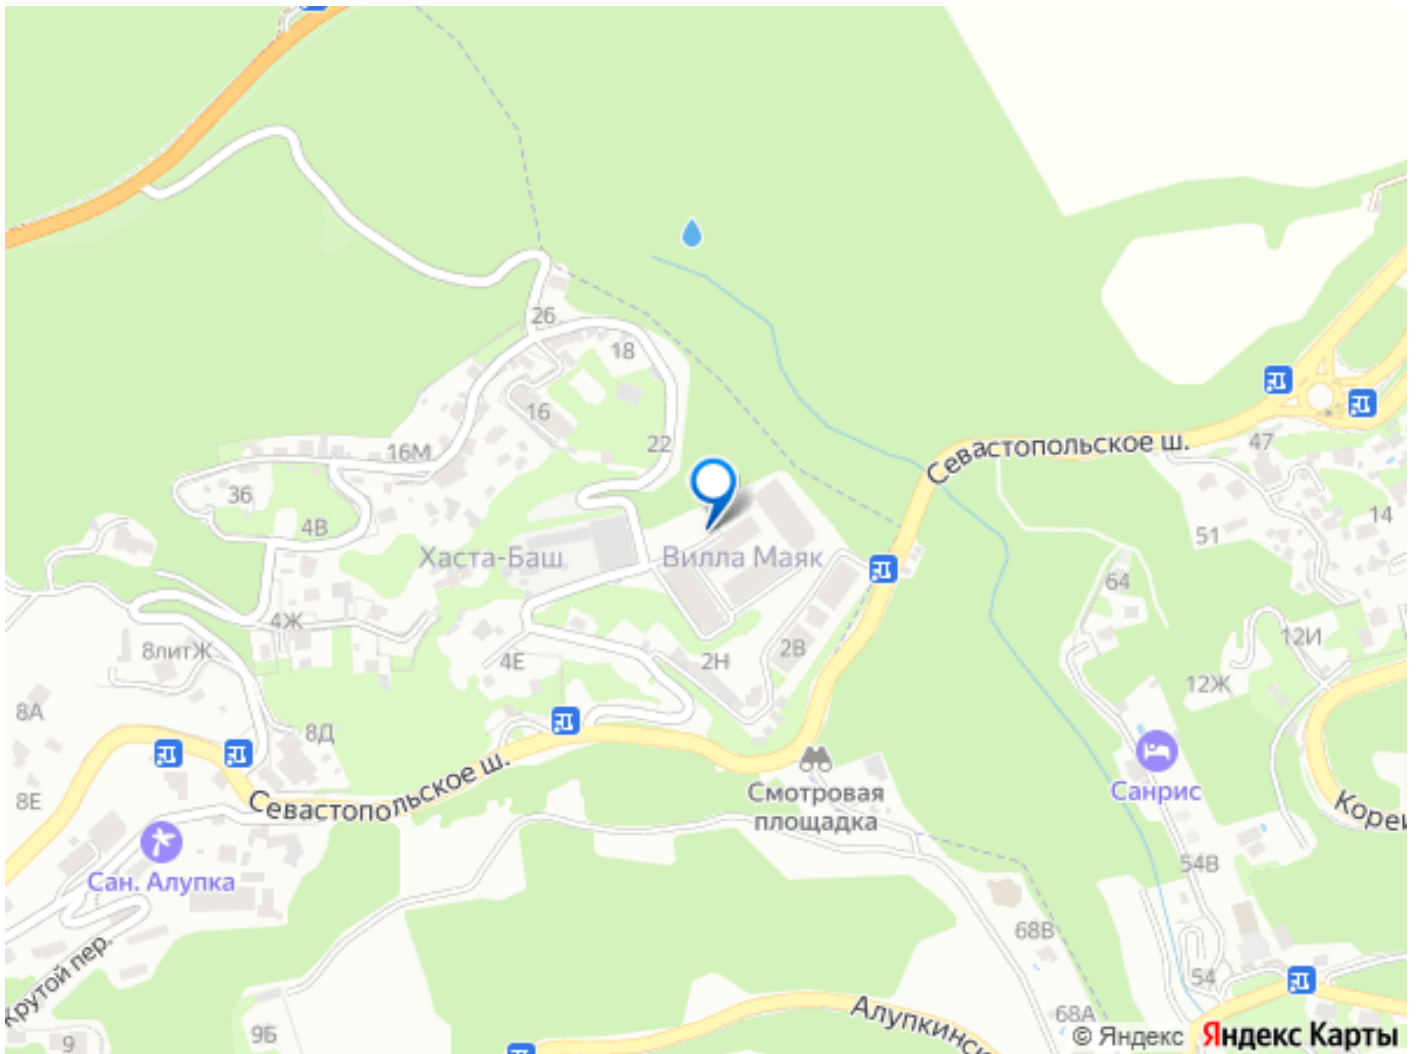 26
18
16
22
16М
36
4В
Хаста-Баш
Вилла Маяк
Севастопольское ш.
47
14
51
64
4Ж
8литЖ
4Е
2Н
2В
12И
12Ж
8А
8Д
8Е
Севастопольское ш.
Смотровая
площадка
Санрис
Сан. Алупка
54В
68В
54
Крутой пер.
9
9Б
68А
© Яндекс
Яндекс Карты